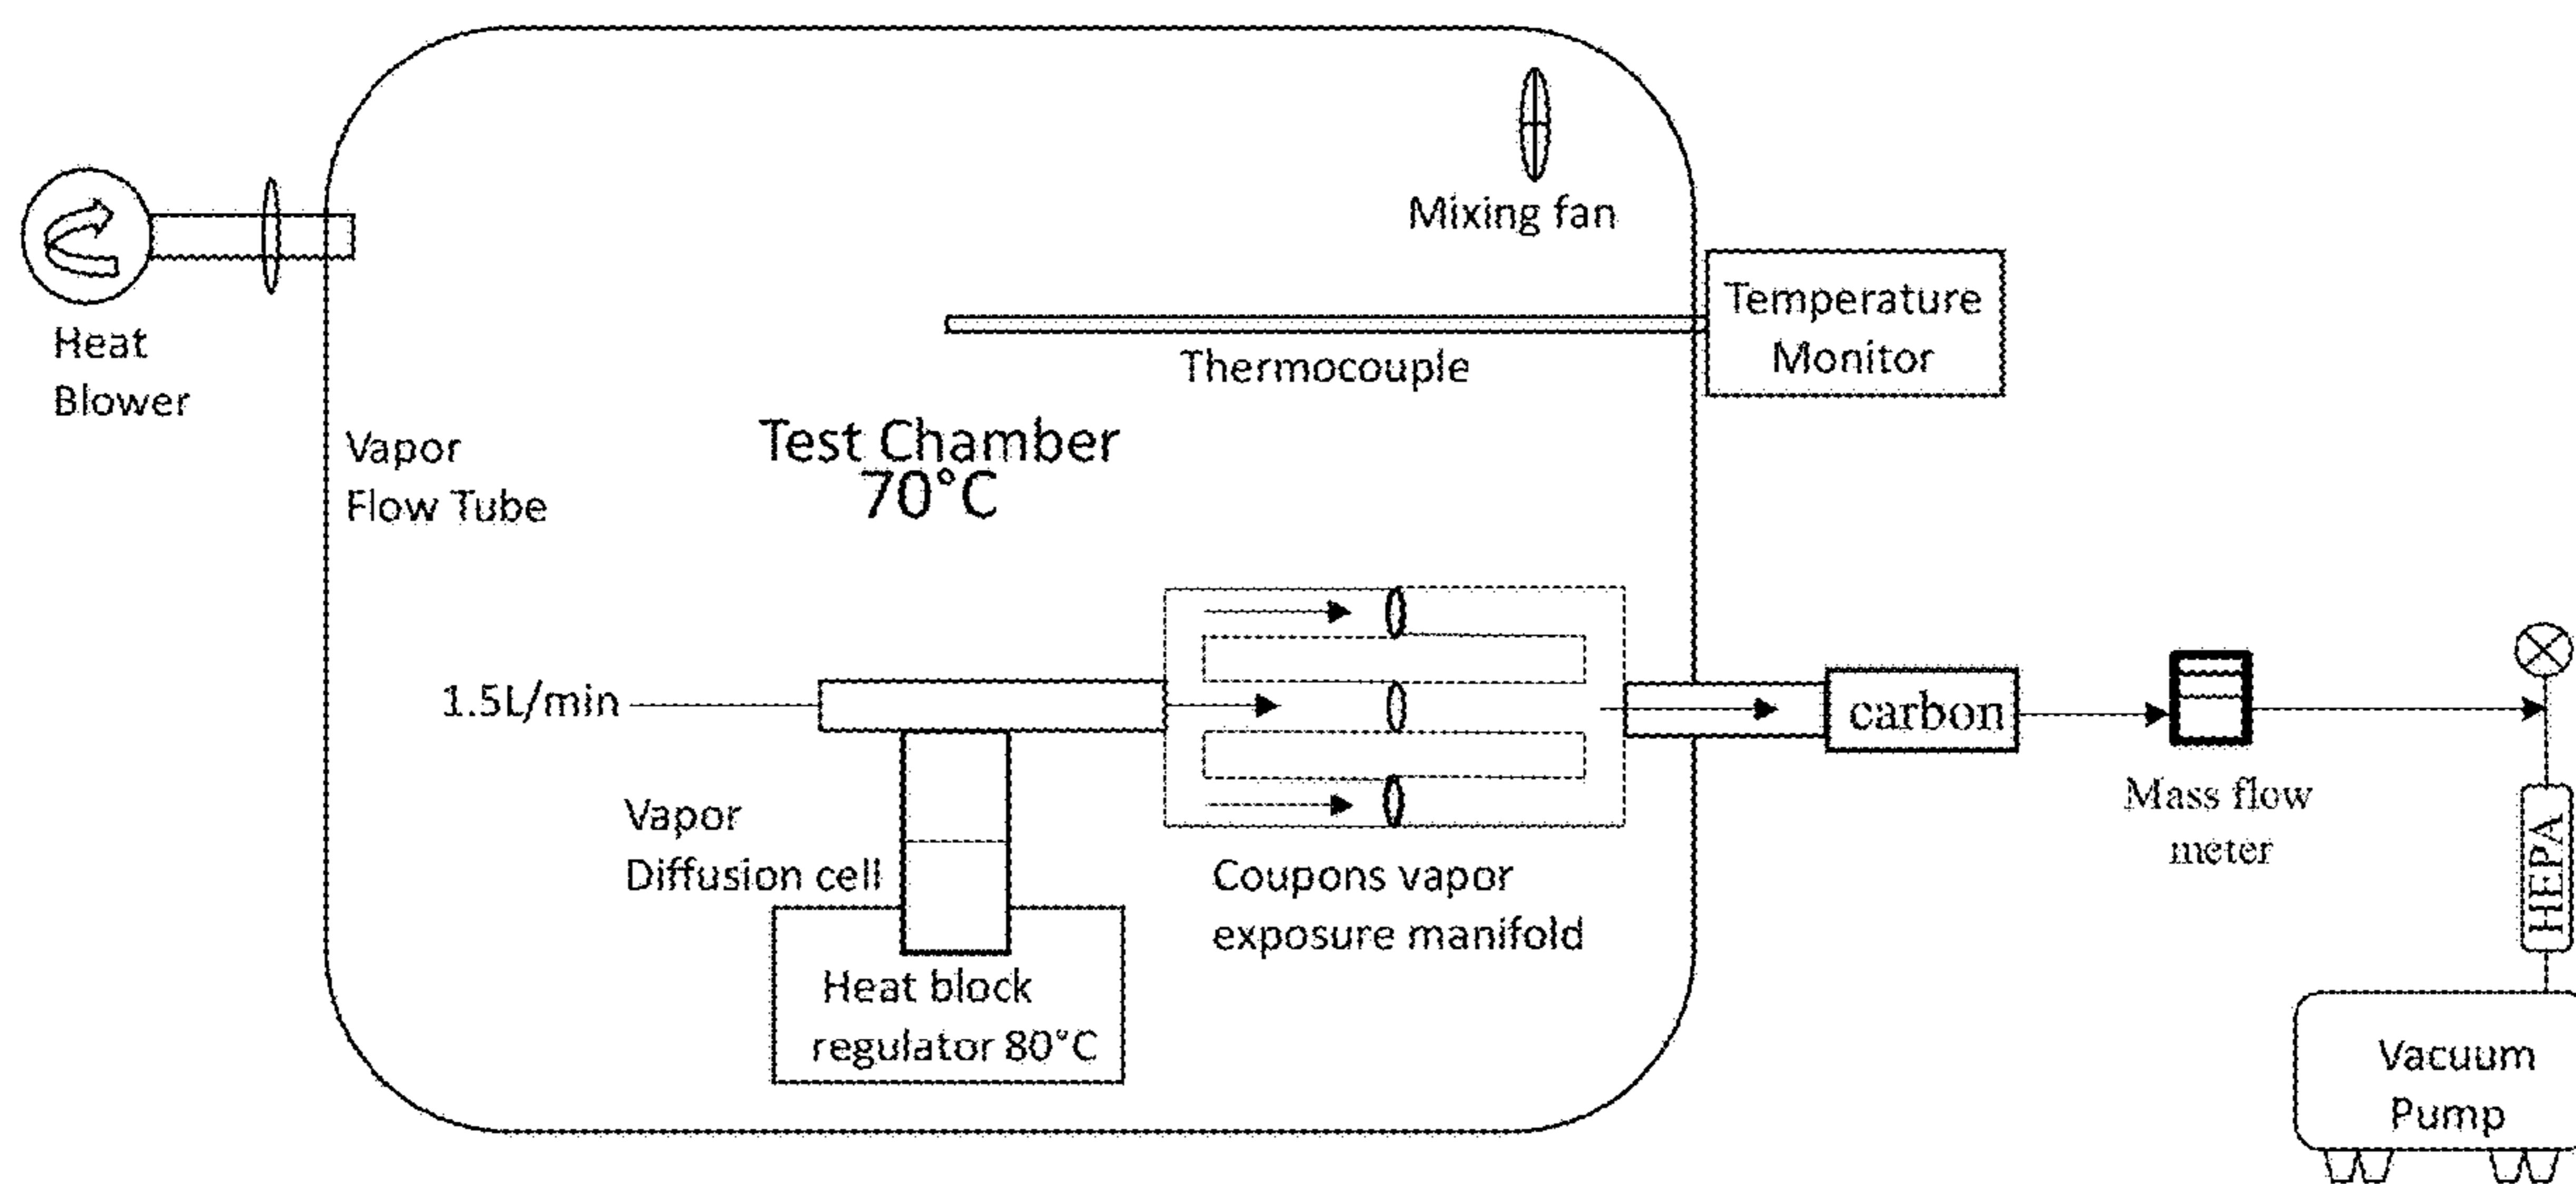 Mixing fan
Heat
Blower
Temperature
Monitor
Thermocouple
Vapor
Flow Tube
Test Chamber
70°C
1.5L/min
carbon
Vapor
Diffusion cell
Coupons vapor
exposure manifold
Mass flow
meter
HEPA
Heat block
regulator 80°C
Vacuum
Pump